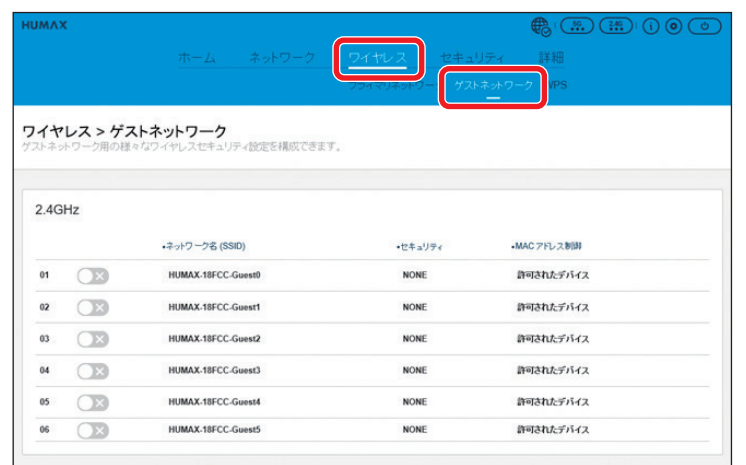 HUMAX
5G 2.4G
ホーム ネットワーク ワイヤレス セキュリティ 詳細
プライマリネットワーク ゲストネットワーク WPS
ワイヤレス > ゲストネットワーク
ゲストネットワーク用の様々なワイヤレスセキュリティ設定を構成できます。
2.4GHz
•ネットワーク名 (SSID) •セキュリティ •MACアドレス制御
01 HUMAX-18FCC-Guest0 NONE 許可されたデバイス
02 HUMAX-18FCC-Guest1 NONE 許可されたデバイス
03 HUMAX-18FCC-Guest2 NONE 許可されたデバイス
04 HUMAX-18FCC-Guest3 NONE 許可されたデバイス
05 HUMAX-18FCC-Guest4 NONE 許可されたデバイス
06 HUMAX-18FCC-Guest5 NONE 許可されたデバイス